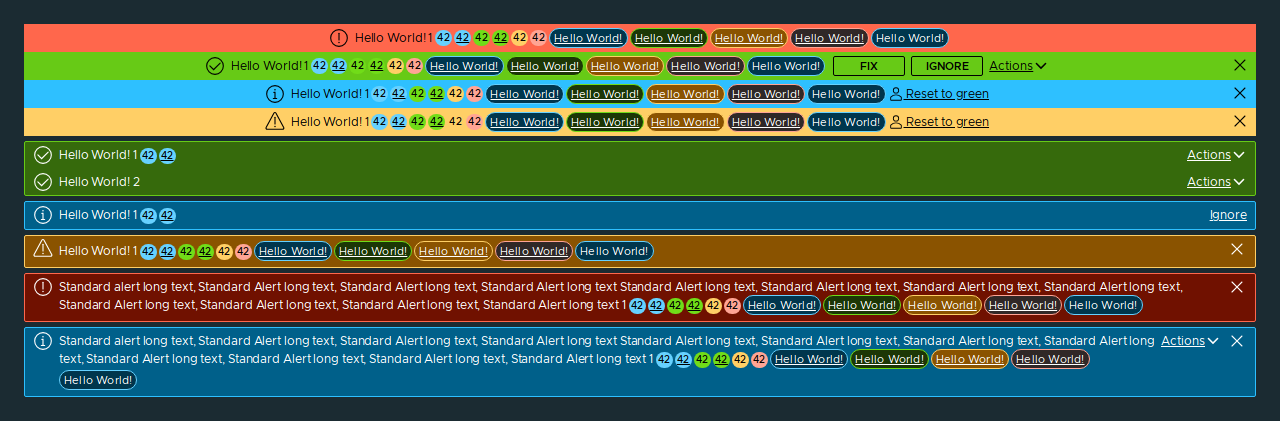 Hello World! 1 42 42 42 42 42 42 Hello World! Hello World! Hello World! Hello World! Hello World!
Hello World! 1 42 42 42 42 42 42 Hello World! Hello World! Hello World! Hello World! Hello World! FIX IGNORE Actions
Hello World! 1 42 42 42 42 42 42 Hello World! Hello World! Hello World! Hello World! Hello World! Reset to green
Hello World! 1 42 42 42 42 42 42 Hello World! Hello World! Hello World! Hello World! Hello World! Reset to green
Hello World! 1 42 42 Actions
Hello World! 2 Actions
Hello World! 1 42 42 Ignore
Hello World! 1 42 42 42 42 42 42 Hello World! Hello World! Hello World! Hello World! Hello World!
Standard alert long text, Standard Alert long text, Standard Alert long text, Standard Alert long text Standard Alert long text, Standard Alert long text, Standard Alert long text, Standard Alert long text,
Standard Alert long text, Standard Alert long text, Standard Alert long text, Standard Alert long text 1 42 42 42 42 42 42 Hello World! Hello World! Hello World! Hello World! Hello World!
Standard alert long text, Standard Alert long text, Standard Alert long text, Standard Alert long text Standard Alert long text, Standard Alert long text, Standard Alert long text, Standard Alert long Actions
text, Standard Alert long text, Standard Alert long text, Standard Alert long text, Standard Alert long text 1 42 42 42 42 42 42 Hello World! Hello World! Hello World! Hello World!
Hello World!